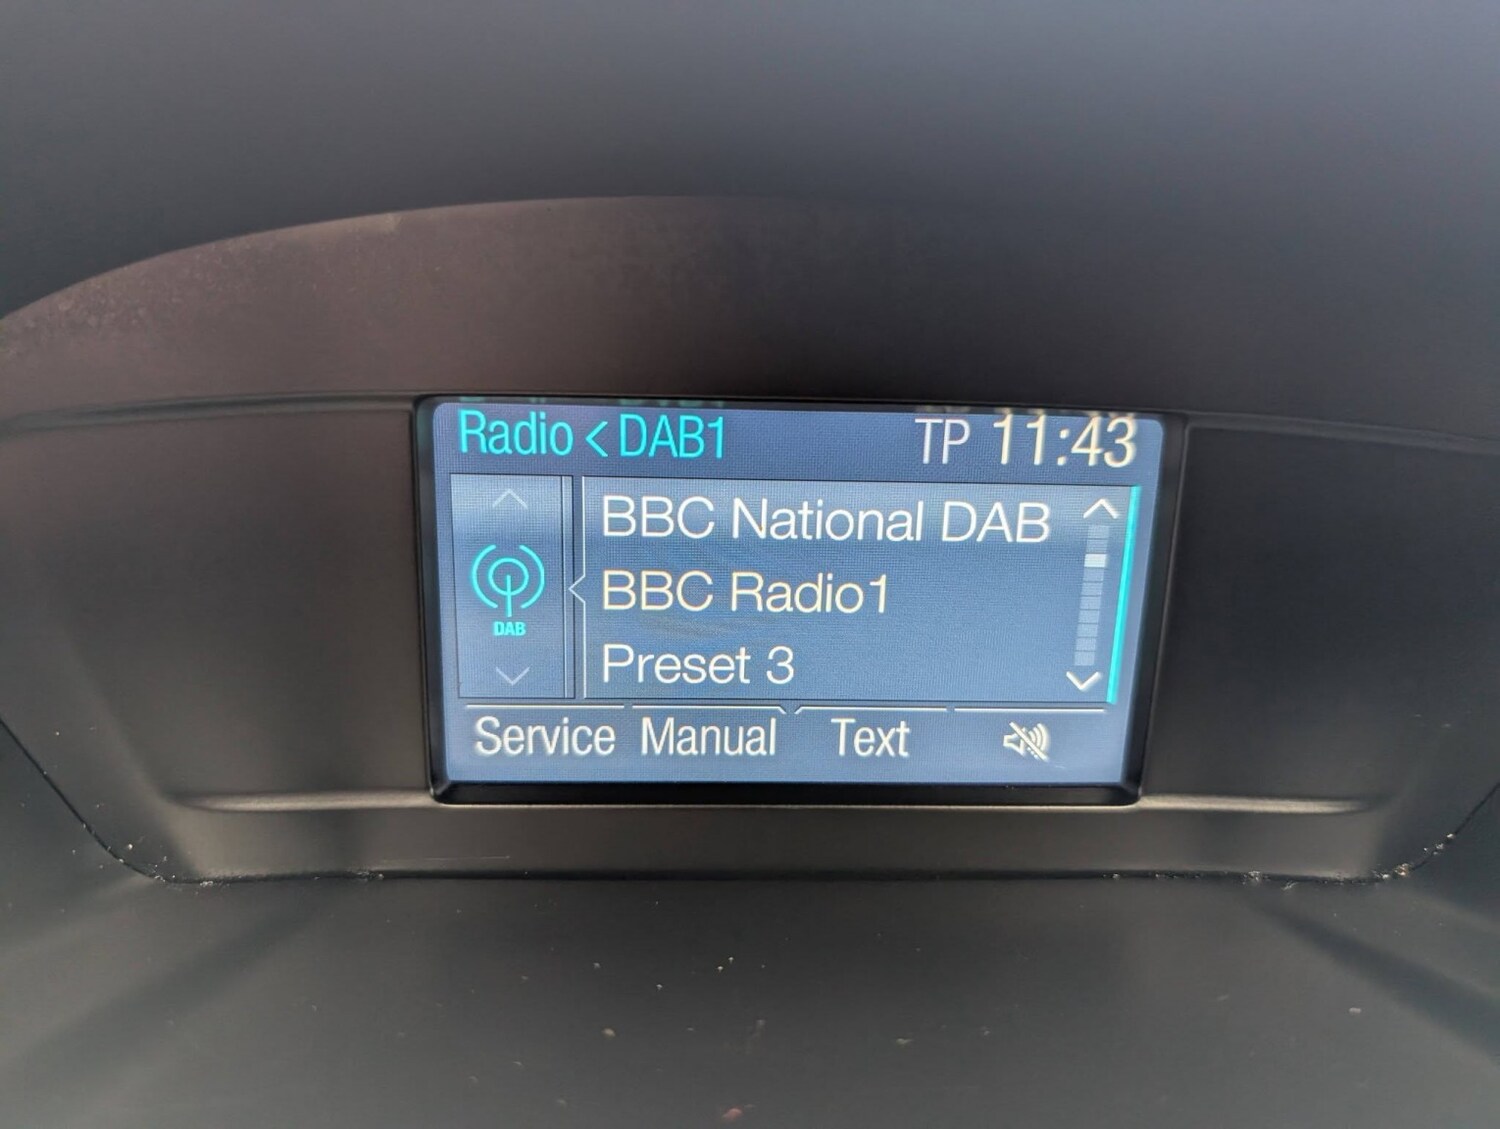 Radio < DAB1 TP 11:43
BBC National DAB
BBC Radio1
DAB
Preset 3
Service Manual Text